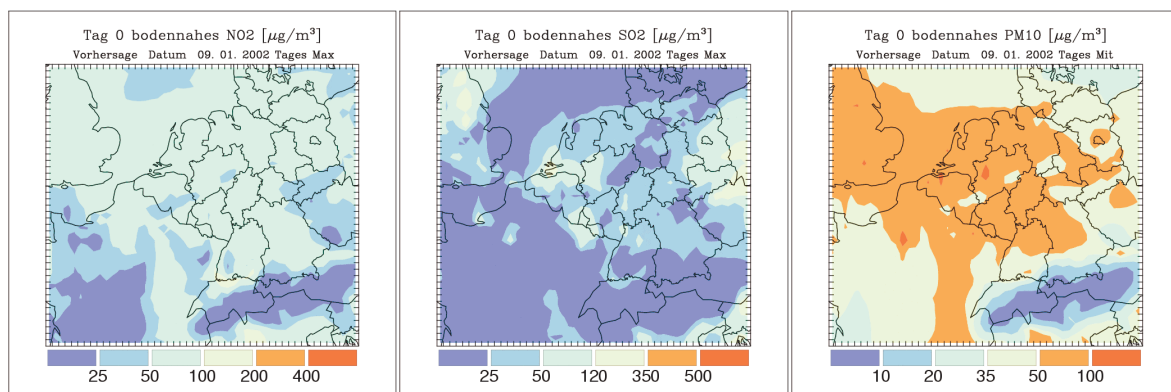 Tag 0 bodennahes NO2 [μg/m³]
Vorhersage Datum 09. 01. 2002 Tages Max
25 50 100 200 400
Tag 0 bodennahes SO2 [μg/m³]
Vorhersage Datum 09. 01. 2002 Tages Max
25 50 120 350 500
Tag 0 bodennahes PM10 [μg/m³]
Vorhersage Datum 09. 01. 2002 Tages Mit
10 20 35 50 100